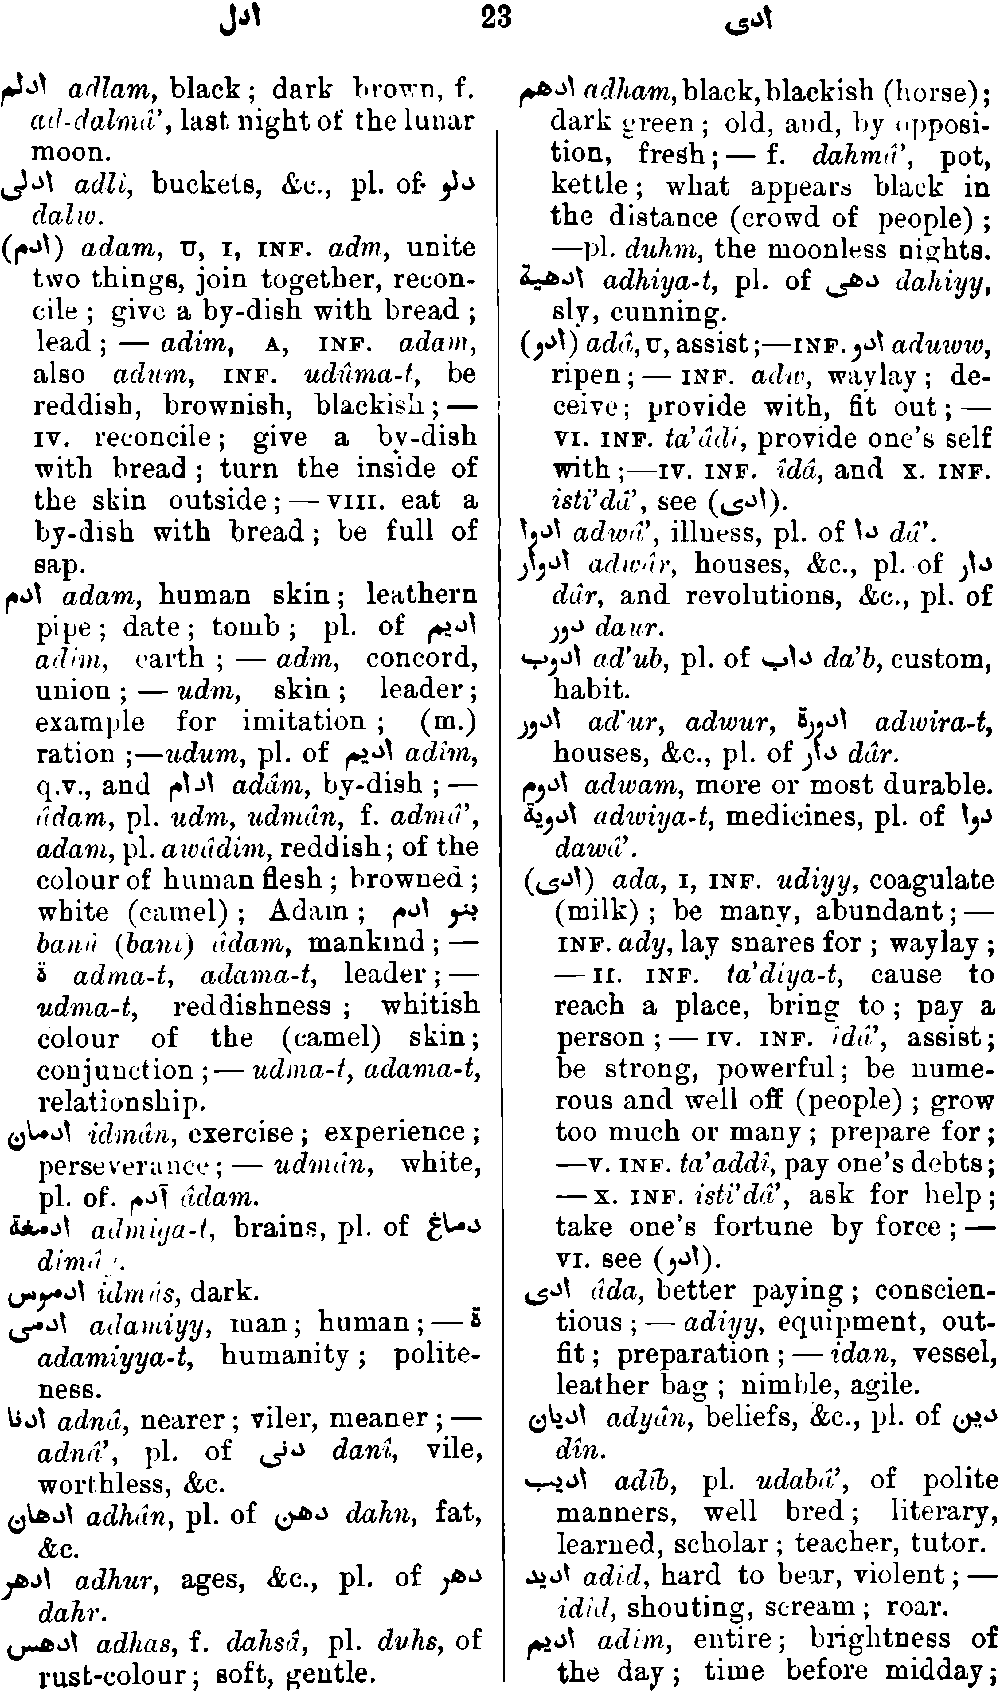 ادل 23 ادى
ادلم adlam, black; dark brown, f.
ad-dalmâ’, last night of the lunar
moon.
ادلى adlî, buckets, &c., pl. of دلو
dalw.
(ادم) adam, U, I, INF. adm, unite
two things, join together, recon-
cile; give a by-dish with bread;
lead; — adim, A, INF. adam,
also adum, INF. udûma-t, be
reddish, brownish, blackish; —
IV. reconcile; give a by-dish
with bread; turn the inside of
the skin outside; — VIII. eat a
by-dish with bread; be full of
sap.
ادم adam, human skin; leathern
pipe; date; tomb; pl. of اديم
adîm, earth; — adm, concord,
union; — udm, skin; leader;
example for imitation; (m.)
ration;—udum, pl. of اديم adîm,
q.v., and ادام adâm, by-dish; —
âdam, pl. udm, udmân, f. admâ’,
adam, pl. awâdim, reddish; of the
colour of human flesh; browned;
white (camel); Adam; بنو ادم
banû (banî) âdam, mankind; —
ة adma-t, adama-t, leader; —
udma-t, reddishness; whitish
colour of the (camel) skin;
conjunction; — udma-t, adama-t,
relationship.
ادمان idmân, exercise; experience;
perseverance; — udmân, white,
pl. of. آدم âdam.
ادمغة admiga-t, brains, pl. of دماغ
dimâ
ادموس idmûs, dark.
ادمى adamiyy, man; human; — ة
adamiyya-t, humanity; polite-
ness.
ادنا adnâ, nearer; viler, meaner; —
adnâ’, pl. of دنى danî, vile,
worthless, &c.
ادهان adhân, pl. of دهن dahn, fat,
&c.
ادهر adhur, ages, &c., pl. of دهر
dahr.
ادهس adhas, f. dahsâ, pl. duhs, of
rust-colour; soft, gentle.
ادهم adham, black, blackish (horse);
dark green; old, and, by opposi-
tion, fresh; — f. dahmâ’, pot,
kettle; what appears black in
the distance (crowd of people);
—pl. duhm, the moonless nights.
ادهية adhiya-t, pl. of دهى dahiyy,
sly, cunning.
(ادو) adâ, U, assist;—INF. ادو aduww,
ripen; — INF. adw, waylay; de-
ceive; provide with, fit out; —
VI. INF. ta’âdî, provide one’s self
with;—IV. INF. îdâ, and X. INF.
isti’dâ’, see (ادى).
ادوا adwâ’, illness, pl. of دا dâ’.
ادوار adwâr, houses, &c., pl. of دار
dâr, and revolutions, &c., pl. of
دور daur.
ادوب ad’ub, pl. of داب da’b, custom,
habit.
ادور ad’ur, adwur, ادورة adwira-t,
houses, &c., pl. of دار dâr.
ادوم adwam, more or most durable.
ادوية adwiya-t, medicines, pl. of دوا
dawâ’.
(ادى) ada, I, INF. udiyy, coagulate
(milk); be many, abundant; —
INF. ady, lay snares for; waylay;
— II. INF. ta’diya-t, cause to
reach a place, bring to; pay a
person; — IV. INF. îdâ’, assist;
be strong, powerful; be nume-
rous and well off (people); grow
too much or many; prepare for;
—V. INF. ta’addî, pay one’s debts;
— X. INF. isti’dâ’, ask for help;
take one’s fortune by force; —
VI. see (ادو).
ادى âda, better paying; conscien-
tious; — adiyy, equipment, out-
fit; preparation; — idan, vessel,
leather bag; nimble, agile.
اديان adyân, beliefs, &c., pl. of دين
dîn.
اديب adîb, pl. udabâ’, of polite
manners, well bred; literary,
learned, scholar; teacher, tutor.
اديد adîd, hard to bear, violent; —
idîd, shouting, scream; roar.
اديم adîm, entire; brightness of
the day; time before midday;